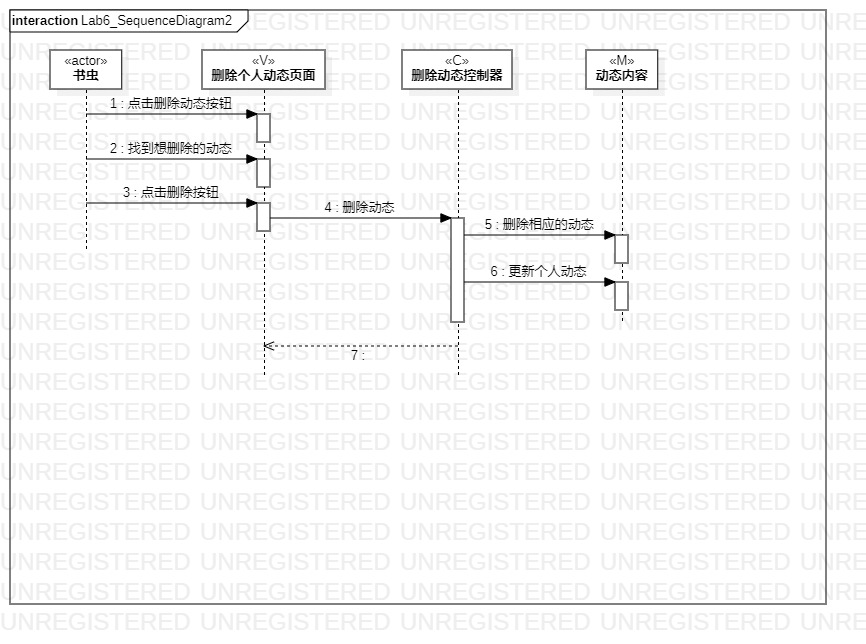 interaction Lab6_SequenceDiagram2
«actor»
书虫
«V»
删除个人动态页面
«C»
删除动态控制器
«M»
动态内容
1 : 点击删除动态按钮
2 : 找到想删除的动态
3 : 点击删除按钮
4 : 删除动态
5 : 删除相应的动态
6 : 更新个人动态
7 :
UNREGISTERED